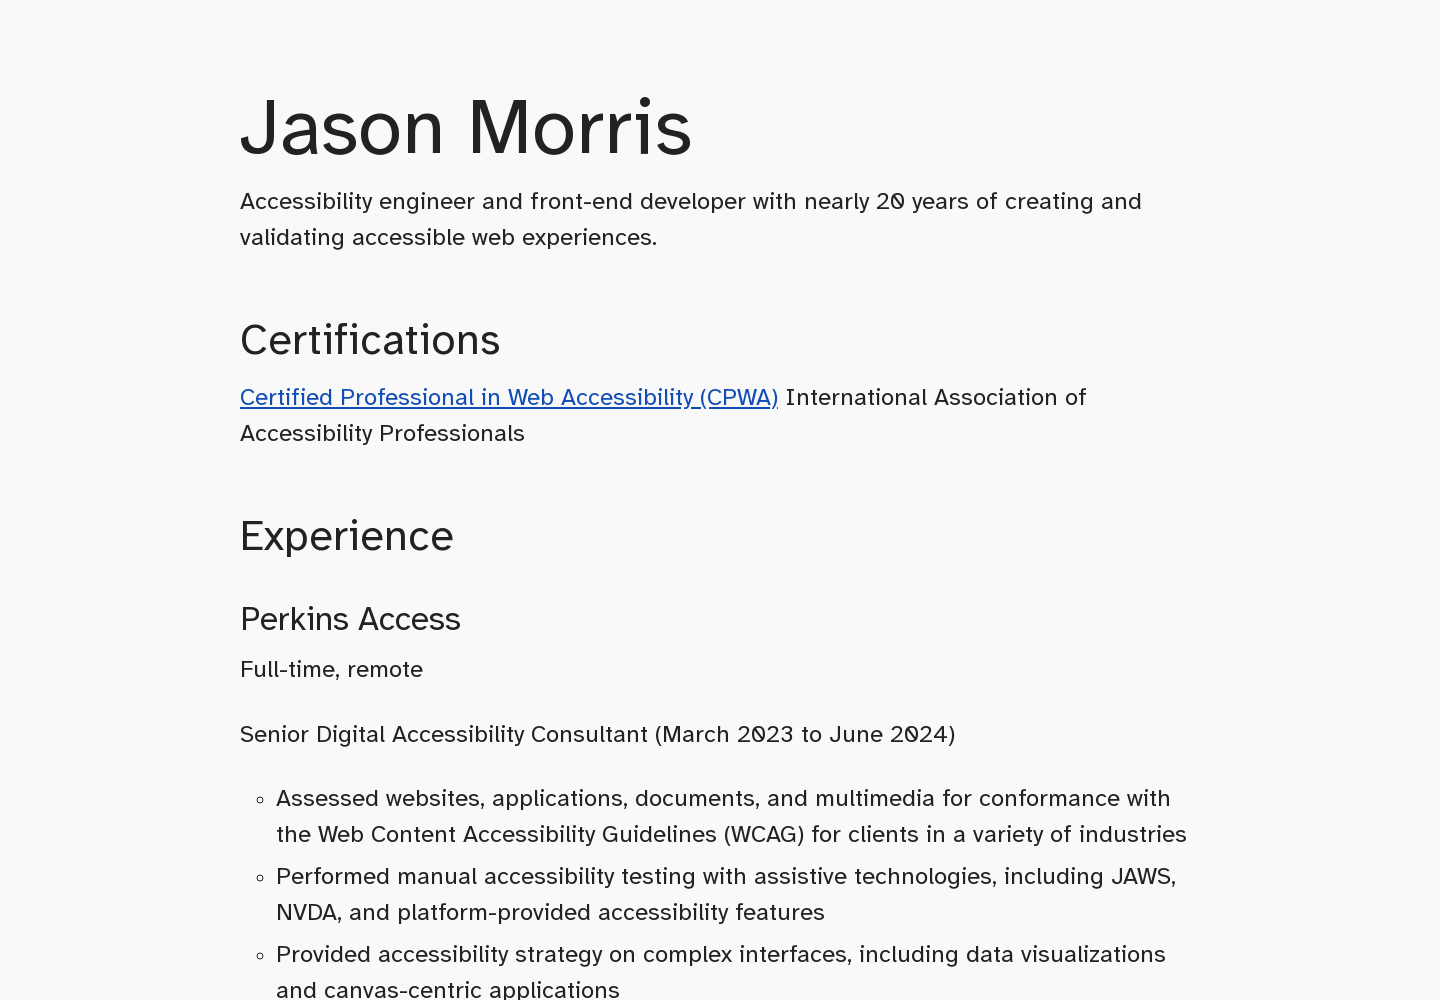 Jason Morris
Accessibility engineer and front-end developer with nearly 20 years of creating and
validating accessible web experiences.
Certifications
Certified Professional in Web Accessibility (CPWA) International Association of
Accessibility Professionals
Experience
Perkins Access
Full-time, remote
Senior Digital Accessibility Consultant (March 2023 to June 2024)
Assessed websites, applications, documents, and multimedia for conformance with
the Web Content Accessibility Guidelines (WCAG) for clients in a variety of industries
Performed manual accessibility testing with assistive technologies, including JAWS,
NVDA, and platform-provided accessibility features
Provided accessibility strategy on complex interfaces, including data visualizations
and canvas-centric applications